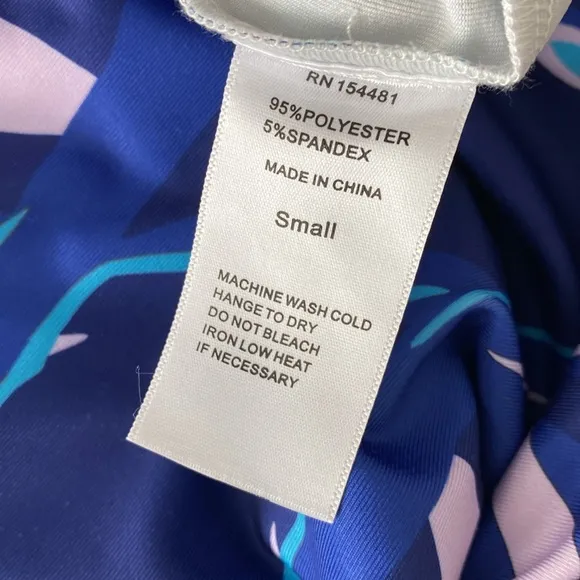 RN 154481
95%POLYESTER
5%SPANDEX
MADE IN CHINA
Small
MACHINE WASH COLD
HANGE TO DRY
DO NOT BLEACH
IRON LOW HEAT
IF NECESSARY